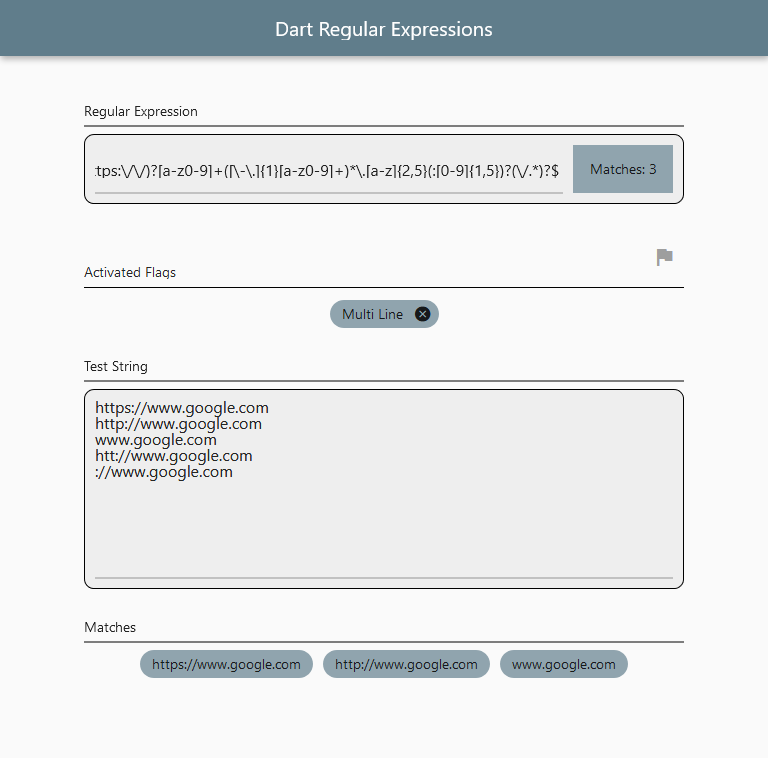 Dart Regular Expressions
Regular Expression
tps:\/\/)?[a-z0-9]+([\-\.]{1}[a-z0-9]+)*\.[a-z]{2,5}(:[0-9]{1,5})?(\/.*)?$
Matches: 3
Activated Flags
Multi Line
Test String
https://www.google.com
http://www.google.com
www.google.com
htt://www.google.com
://www.google.com
Matches
https://www.google.com http://www.google.com www.google.com